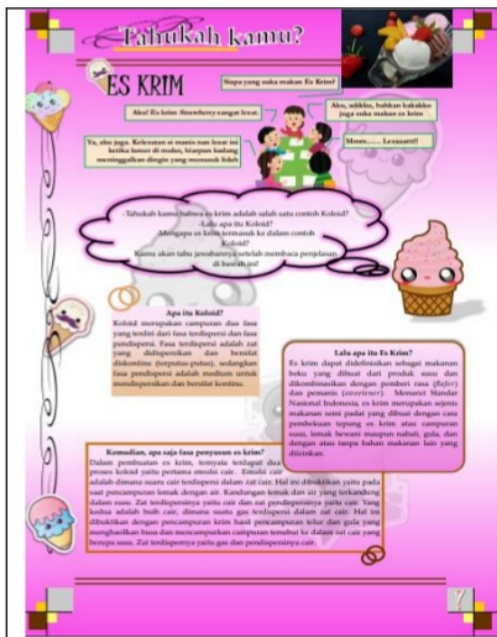 Tahukah kamu?
ES KRIM
Siapa yang suka makan Es Krim?
Aku! Es krim Strawberry sangat lezat.
Aku, adikku, bahkan kakakku
juga suka makan es krim
Ya, aku juga. Kelezatan si manis nan lezat ini
ketika lumer di mulut, biarpun kadang
meninggalkan dingin yang menusuk lidah
Mmm...... Lezaaatt!!
-Tahukah kamu bahwa es krim adalah salah satu contoh Koloid?
-Lalu apa itu Koloid?
-Mengapa es krim termasuk ke dalam contoh
Koloid?
Kamu akan tahu jawabannya setelah membaca penjelasan
di bawah ini!
Apa itu Koloid?
Koloid merupakan campuran dua fasa
yang terdiri dari fasa terdispersi dan fasa
pendispersi. Fasa terdispersi adalah zat
yang didispersikan dan bersifat
diskontinu (terputus-putus), sedangkan
fasa pendispersi adalah medium untuk
mendispersikan dan bersifat kontinu.
Lalu apa itu Es Krim?
Es krim dapat didefinisikan sebagai makanan
beku yang dibuat dari produk susu dan
dikombinasikan dengan pemberi rasa (flafor)
dan pemanis (sweetener). Menurut Standar
Nasional Indonesia, es krim merupakan sejenis
makanan semi padat yang dibuat dengan cara
pembekuan tepung es krim atau campuran
susu, lemak hewani maupun nabati, gula, dan
dengan atau tanpa bahan makanan lain yang
diizinkan.
Kemudian, apa saja fasa penyusun es krim?
Dalam pembuatan es krim, ternyata terdapat dua
proses koloid yaitu pertama emulsi cair. Emulsi cair
adalah dimana suatu cair terdispersi dalam zat cair. Hal ini dibuktikan yaitu pada
saat pencampuran lemak dengan air. Kandungan lemak dan air yang terkandung
dalam susu. Zat terdispersinya yaitu cair dan zat pendispersinya yaitu cair. Yang
kedua adalah buih cair, dimana suatu gas terdispersi dalam zat cair. Hal ini
dibuktikan dengan pencampuran krim hasil pencampuran telur dan gula yang
menghasilkan busa dan mencampurkan campuran tersebut ke dalam zat cair yang
berupa susu. Zat terdispernya yaitu gas dan pendispersinya cair.